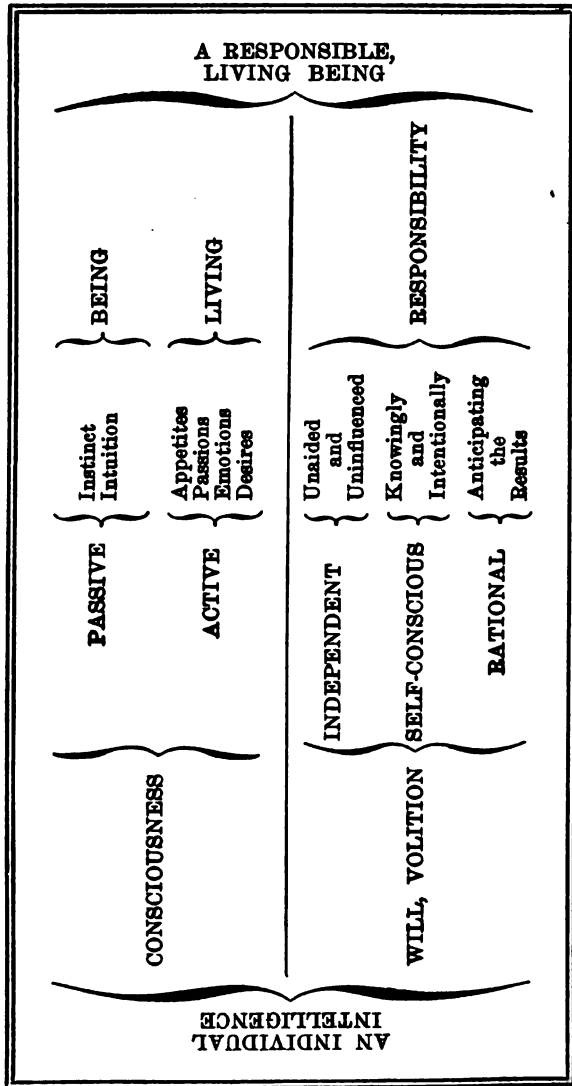 A RESPONSIBLE,
LIVING BEING
AN INDIVIDUAL
INTELLIGENCE
CONSCIOUSNESS
PASSIVE
Instinct
Intuition
BEING
ACTIVE
Appetites
Passions
Emotions
Desires
LIVING
WILL, VOLITION
INDEPENDENT
Unaided
and
Uninfluenced
SELF-CONSCIOUS
Knowingly
and
Intentionally
RATIONAL
Anticipating
the
Results
RESPONSIBILITY